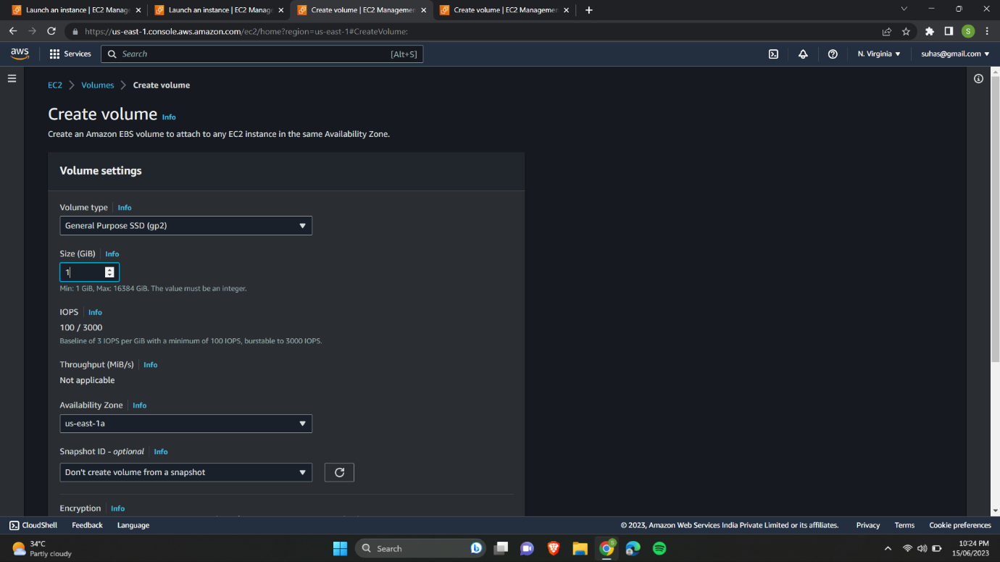 Launch an instance | EC2 Manage
Launch an instance | EC2 Manage
Create volume | EC2 Managemen
Create volume | EC2 Managemen
https://us-east-1.console.aws.amazon.com/ec2/home?region=us-east-1#CreateVolume:
S
aws
Services
Search
[Alt+S]
N. Virginia
suhas@gmail.com
EC2 > Volumes > Create volume
Create volume Info
Create an Amazon EBS volume to attach to any EC2 instance in the same Availability Zone.
Volume settings
Volume type Info
General Purpose SSD (gp2)
Size (GiB) Info
1
Min: 1 GiB, Max: 16384 GiB. The value must be an integer.
IOPS Info
100 / 3000
Baseline of 3 IOPS per GiB with a minimum of 100 IOPS, burstable to 3000 IOPS.
Throughput (MiB/s) Info
Not applicable
Availability Zone Info
us-east-1a
Snapshot ID - optional Info
Don't create volume from a snapshot
Encryption Info
CloudShell Feedback Language
© 2023, Amazon Web Services India Private Limited or its affiliates. Privacy Terms Cookie preferences
34°C
Partly cloudy
Search
10:24 PM
15/06/2023